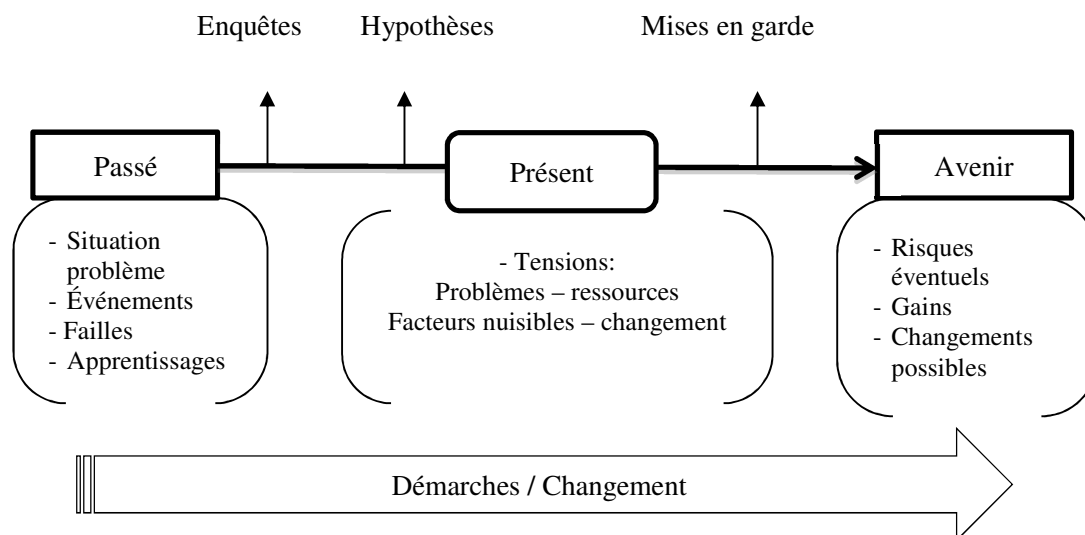 Enquêtes
Hypothèses
Mises en garde
Passé
Présent
Avenir
- Situation
problème
- Événements
- Failles
- Apprentissages
- Tensions:
Problèmes – ressources
Facteurs nuisibles – changement
- Risques
éventuels
- Gains
- Changements
possibles
Démarches / Changement